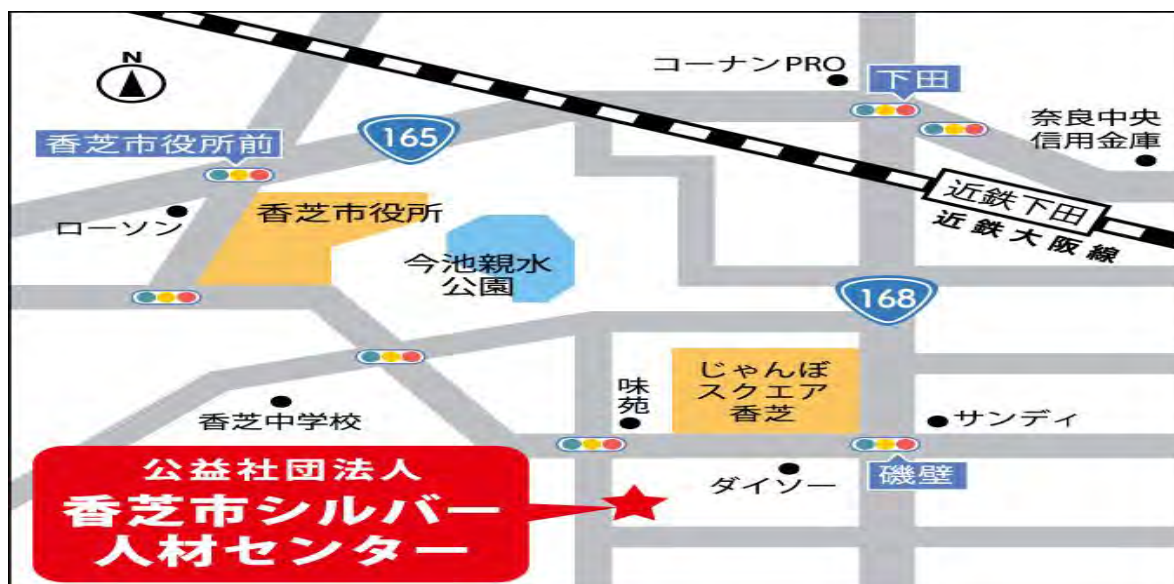 N
コーナンPRO
下田
奈良中央
信用金庫
165
香芝市役所前
近鉄下田
近鉄大阪線
ローソン
香芝市役所
今池親水
公園
168
じゃんぼ
スクエア
香芝
味苑
香芝中学校
サンディ
磯壁
ダイソー
公益社団法人
香芝市シルバー
人材センター